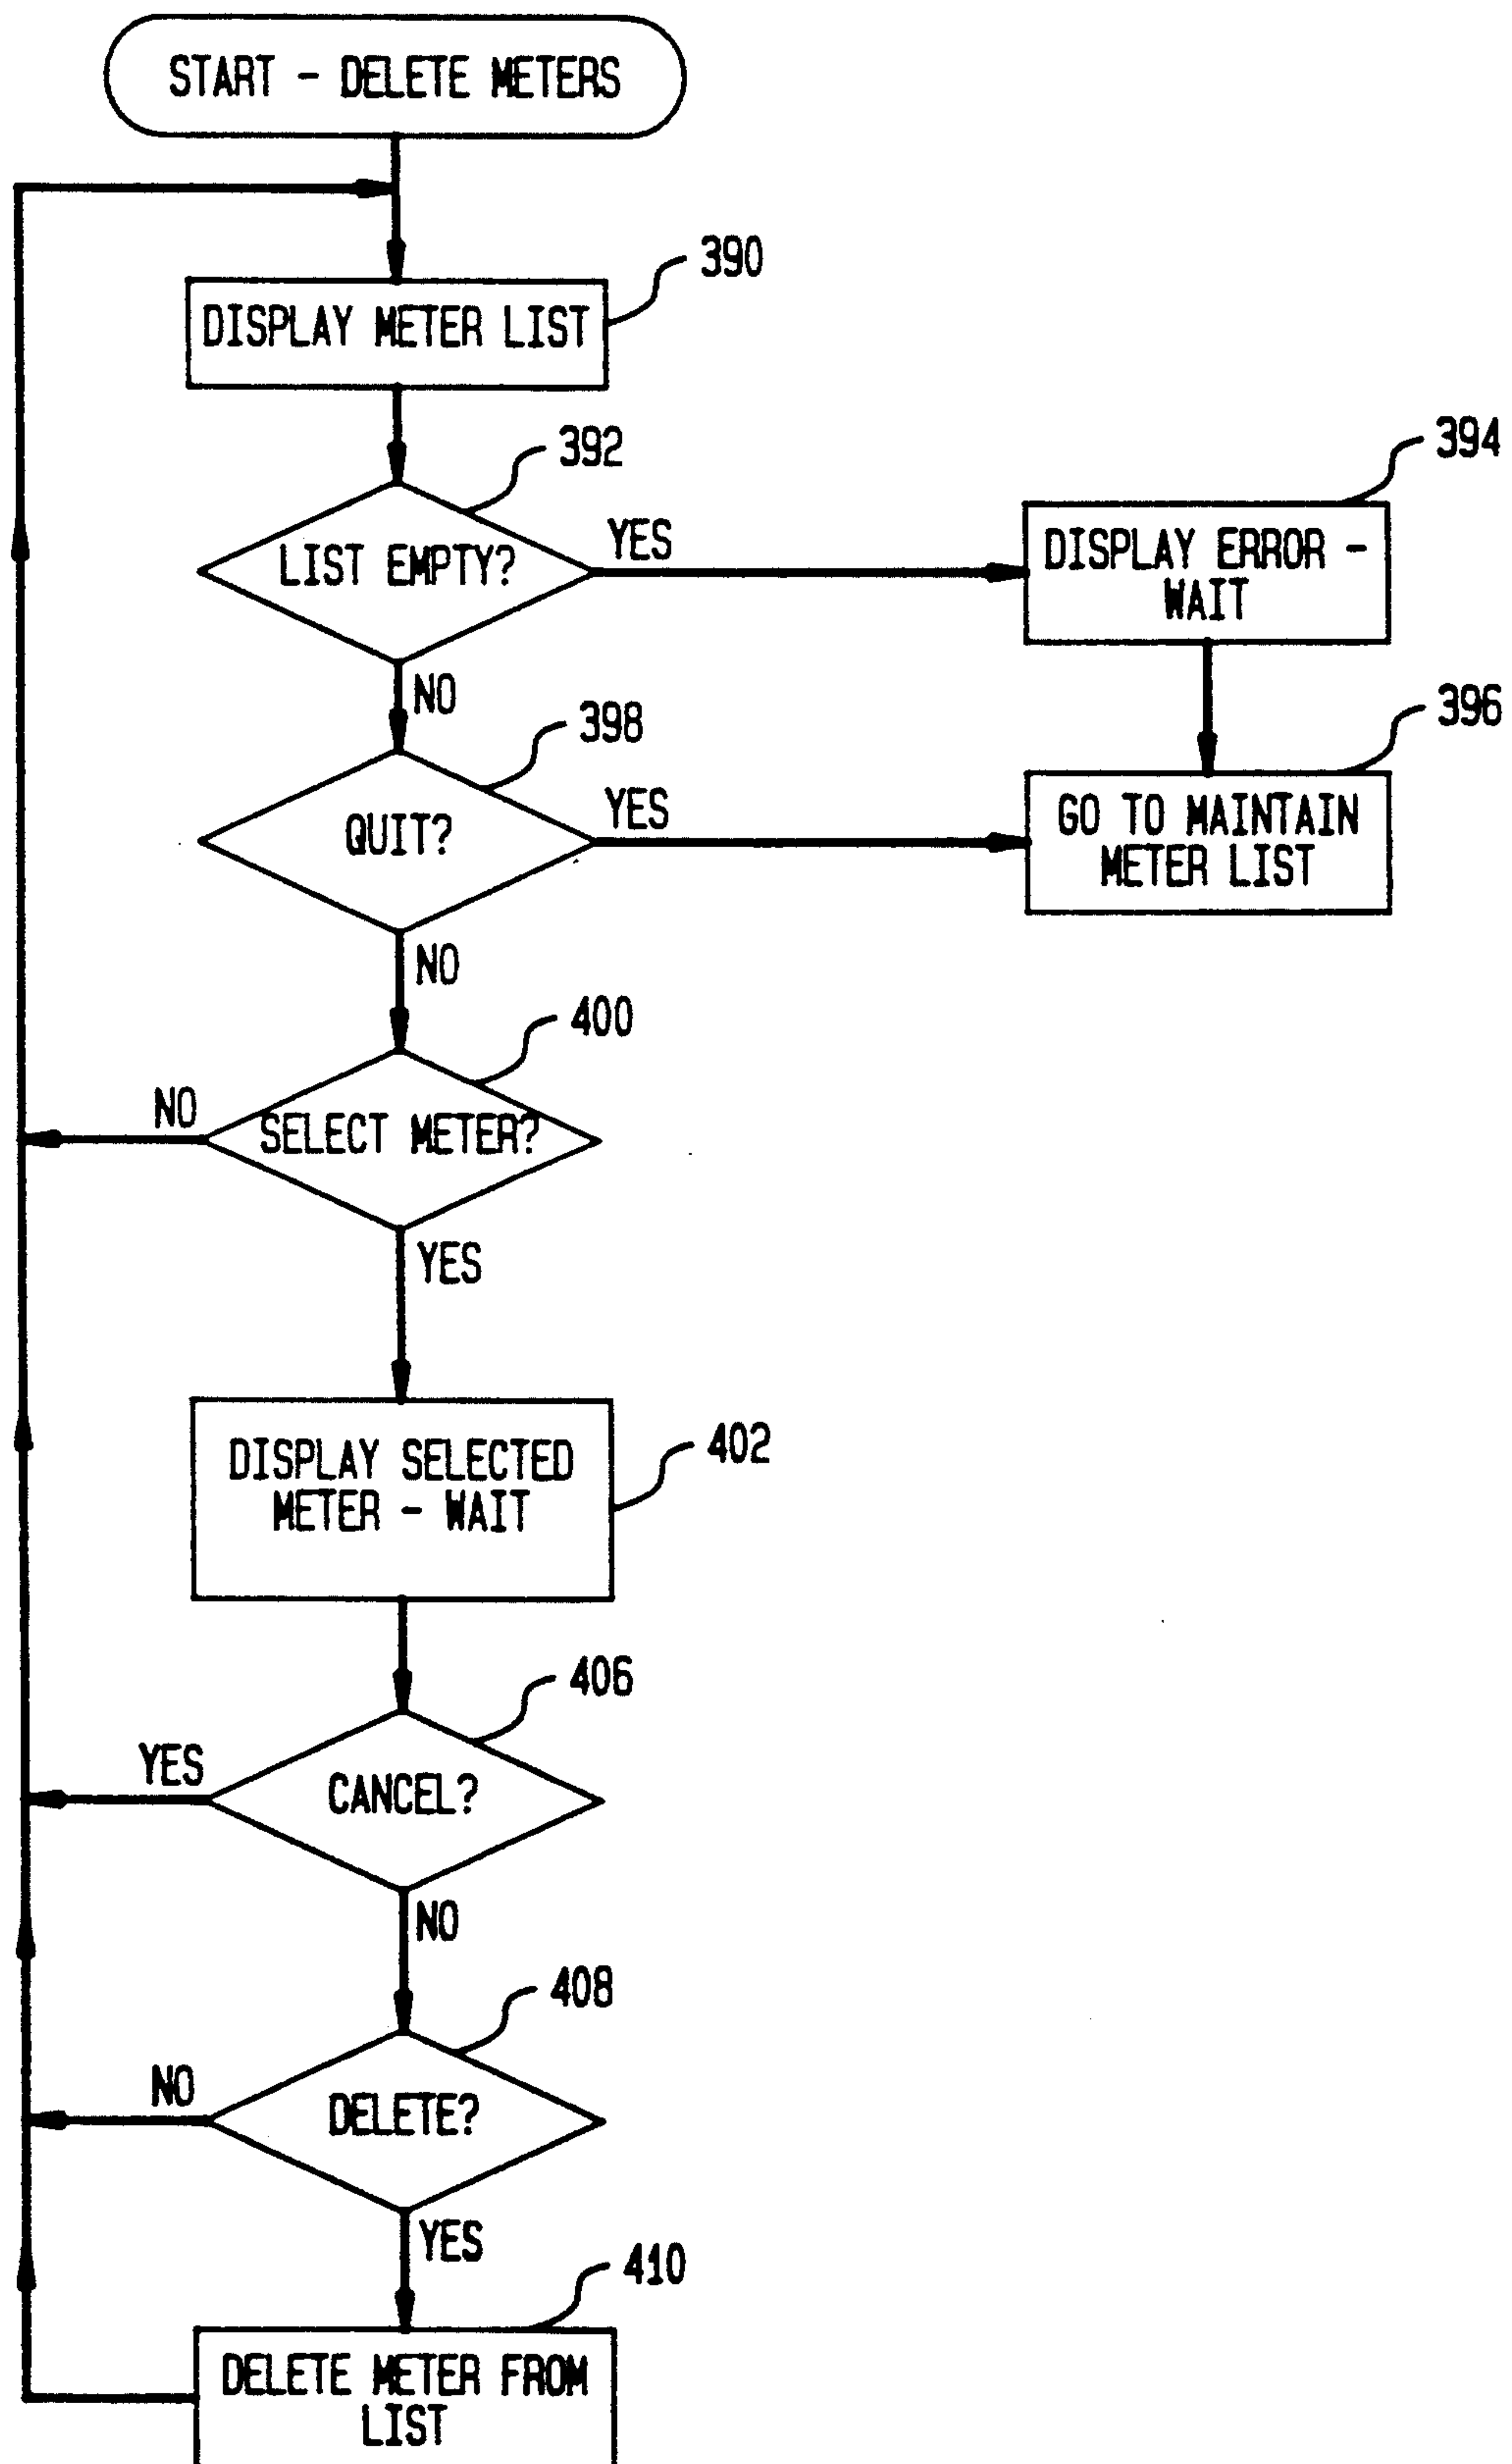 START - DELETE METERS
390
DISPLAY METER LIST
392
394
LIST EMPTY?
YES
DISPLAY ERROR -
WAIT
NO
398
396
QUIT?
YES
GO TO MAINTAIN
METER LIST
NO
400
NO
SELECT METER?
YES
402
DISPLAY SELECTED
METER - WAIT
406
YES
CANCEL?
NO
408
NO
DELETE?
YES
410
DELETE METER FROM
LIST